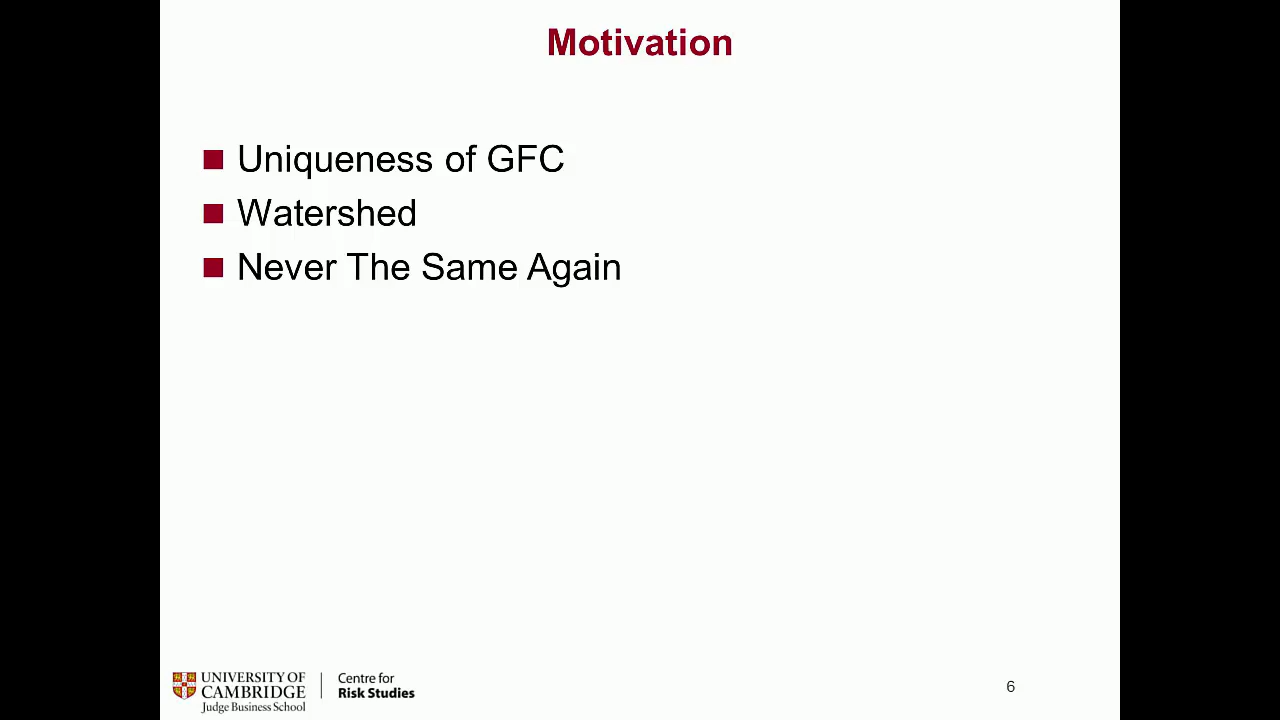 Motivation
Uniqueness of GFC
Watershed
Never The Same Again
UNIVERSITY OF
CAMBRIDGE
Judge Business School
Centre for
Risk Studies
6